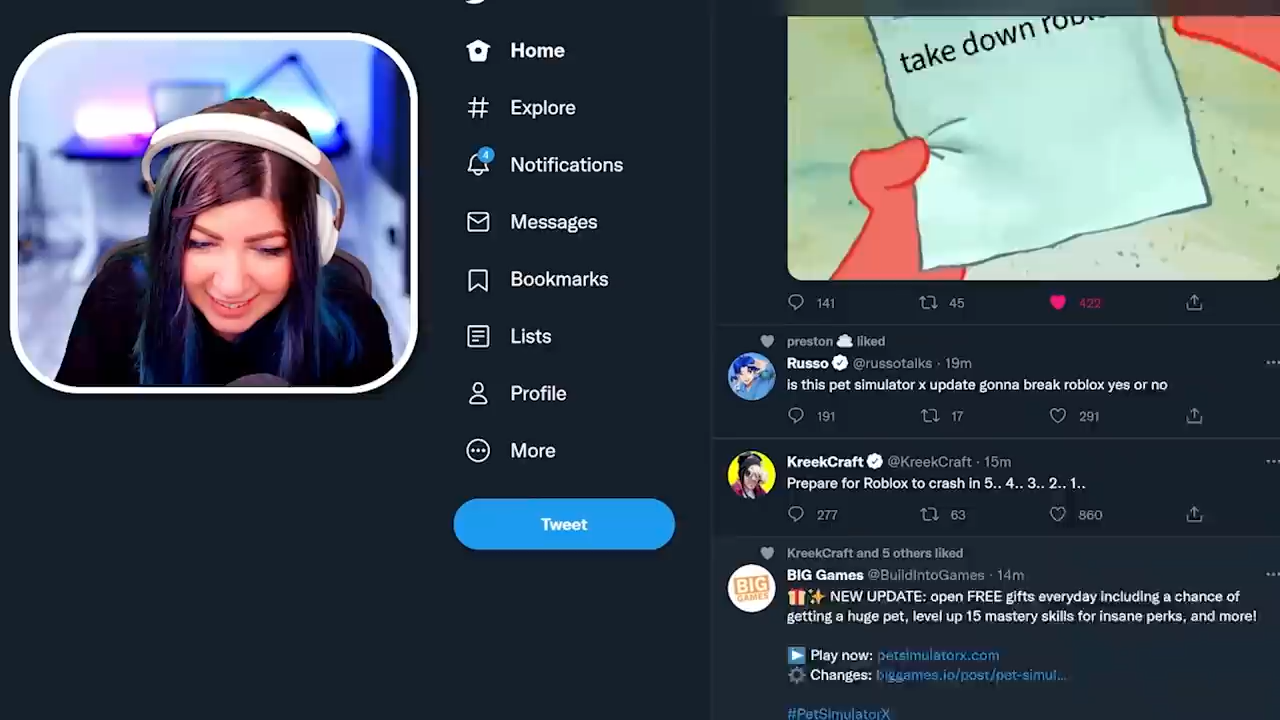 Home
Explore
4
Notifications
Messages
Bookmarks
Lists
Profile
More
Tweet
take down
141 45 422
preston liked
Russo @russotalks · 19m
is this pet simulator x update gonna break roblox yes or no
191 17 291
KreekCraft @KreekCraft · 15m
Prepare for Roblox to crash in 5.. 4.. 3.. 2.. 1..
277 63 860
KreekCraft and 5 others liked
BIG GAMES
BIG Games @BuildIntoGames · 14m
NEW UPDATE: open FREE gifts everyday including a chance of
getting a huge pet, level up 15 mastery skills for insane perks, and more!
Play now: petsimulatorx.com
Changes: biggames.io/post/pet-simul...
#PetSimulatorX